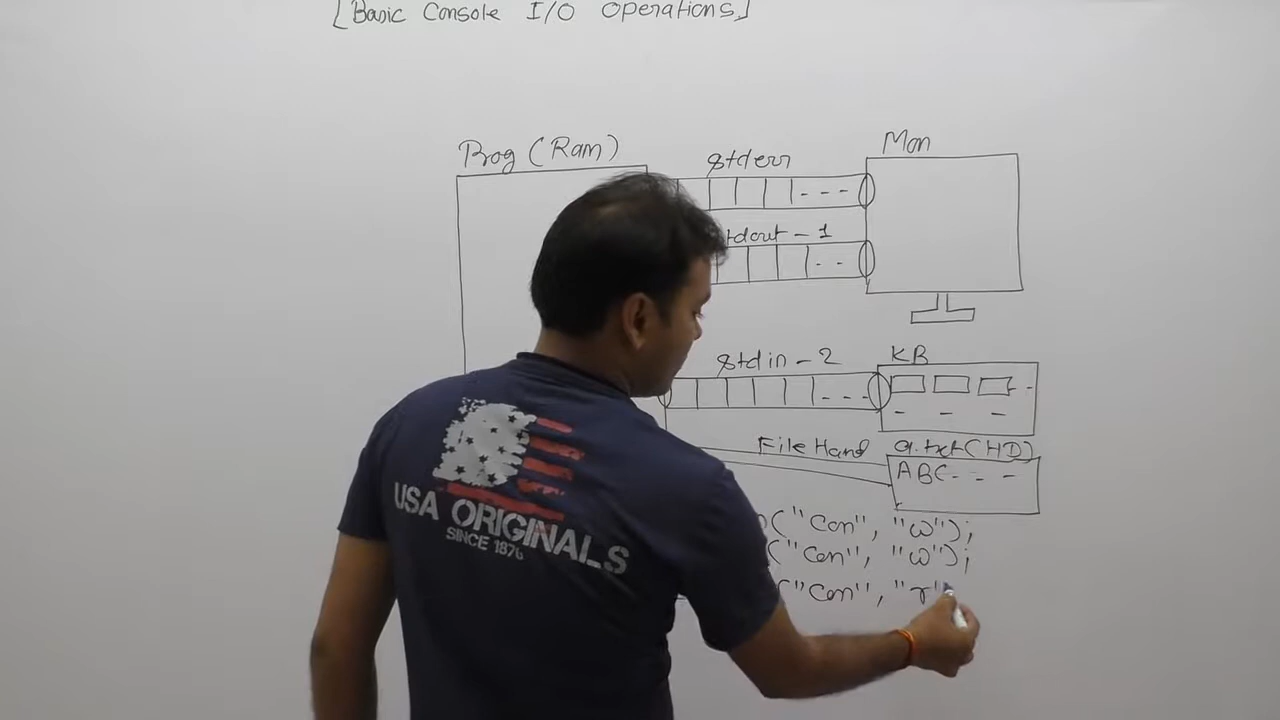 [Basic Console I/O Operations]
Prog (Ram)
stderr
Mon
tdout - 1
stdin - 2
KB
File Hand
a.txt (HD)
ABC - - -
("Con", "w");
("Con", "w");
("Con", "r"
USA ORIGINALS
SINCE 1876